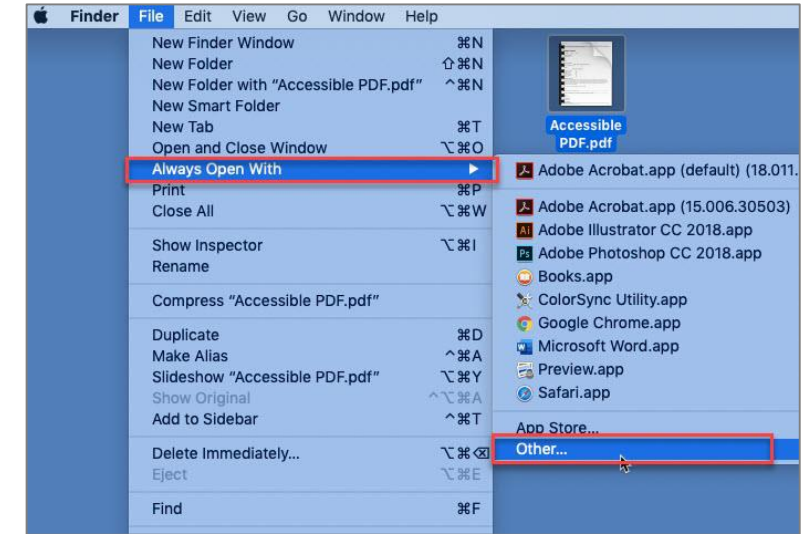 Finder File Edit View Go Window Help
New Finder Window ⌘N
New Folder ⇧⌘N
New Folder with “Accessible PDF.pdf” ^⌘N
New Smart Folder
New Tab ⌘T
Open and Close Window ⌥⌘O
Always Open With ▶
Print ⌘P
Close All ⌥⌘W
Show Inspector ⌥⌘I
Rename
Compress “Accessible PDF.pdf”
Duplicate ⌘D
Make Alias ^⌘A
Slideshow “Accessible PDF.pdf” ⌥⌘Y
Show Original ^⌥⌘A
Add to Sidebar ^⌘T
Delete Immediately... ⌥⌘⌫
Eject ⌥⌘E
Find ⌘F
Accessible
PDF.pdf
Adobe Acrobat.app (default) (18.011.
Adobe Acrobat.app (15.006.30503)
Ai Adobe Illustrator CC 2018.app
Ps Adobe Photoshop CC 2018.app
Books.app
ColorSync Utility.app
Google Chrome.app
Microsoft Word.app
Preview.app
Safari.app
App Store...
Other...